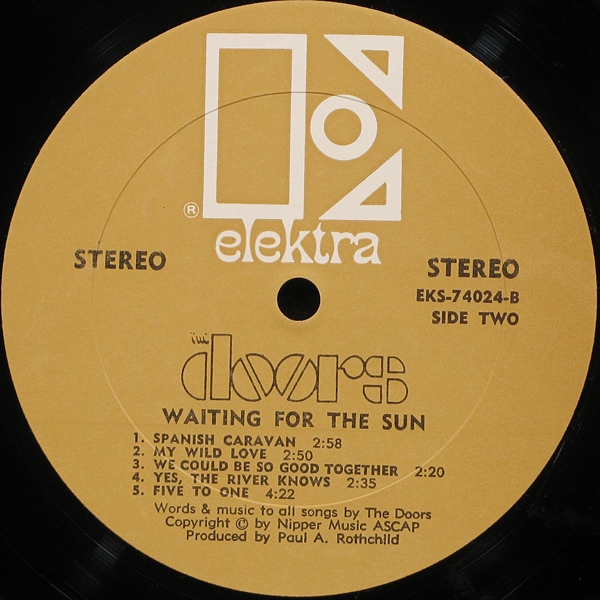 ®
elektra
STEREO
STEREO
EKS-74024-B
SIDE TWO
THE
doors
WAITING FOR THE SUN
1. SPANISH CARAVAN 2:58
2. MY WILD LOVE 2:50
3. WE COULD BE SO GOOD TOGETHER 2:20
4. YES, THE RIVER KNOWS 2:35
5. FIVE TO ONE 4:22
Words & music to all songs by The Doors
Copyright © by Nipper Music ASCAP
Produced by Paul A. Rothchild